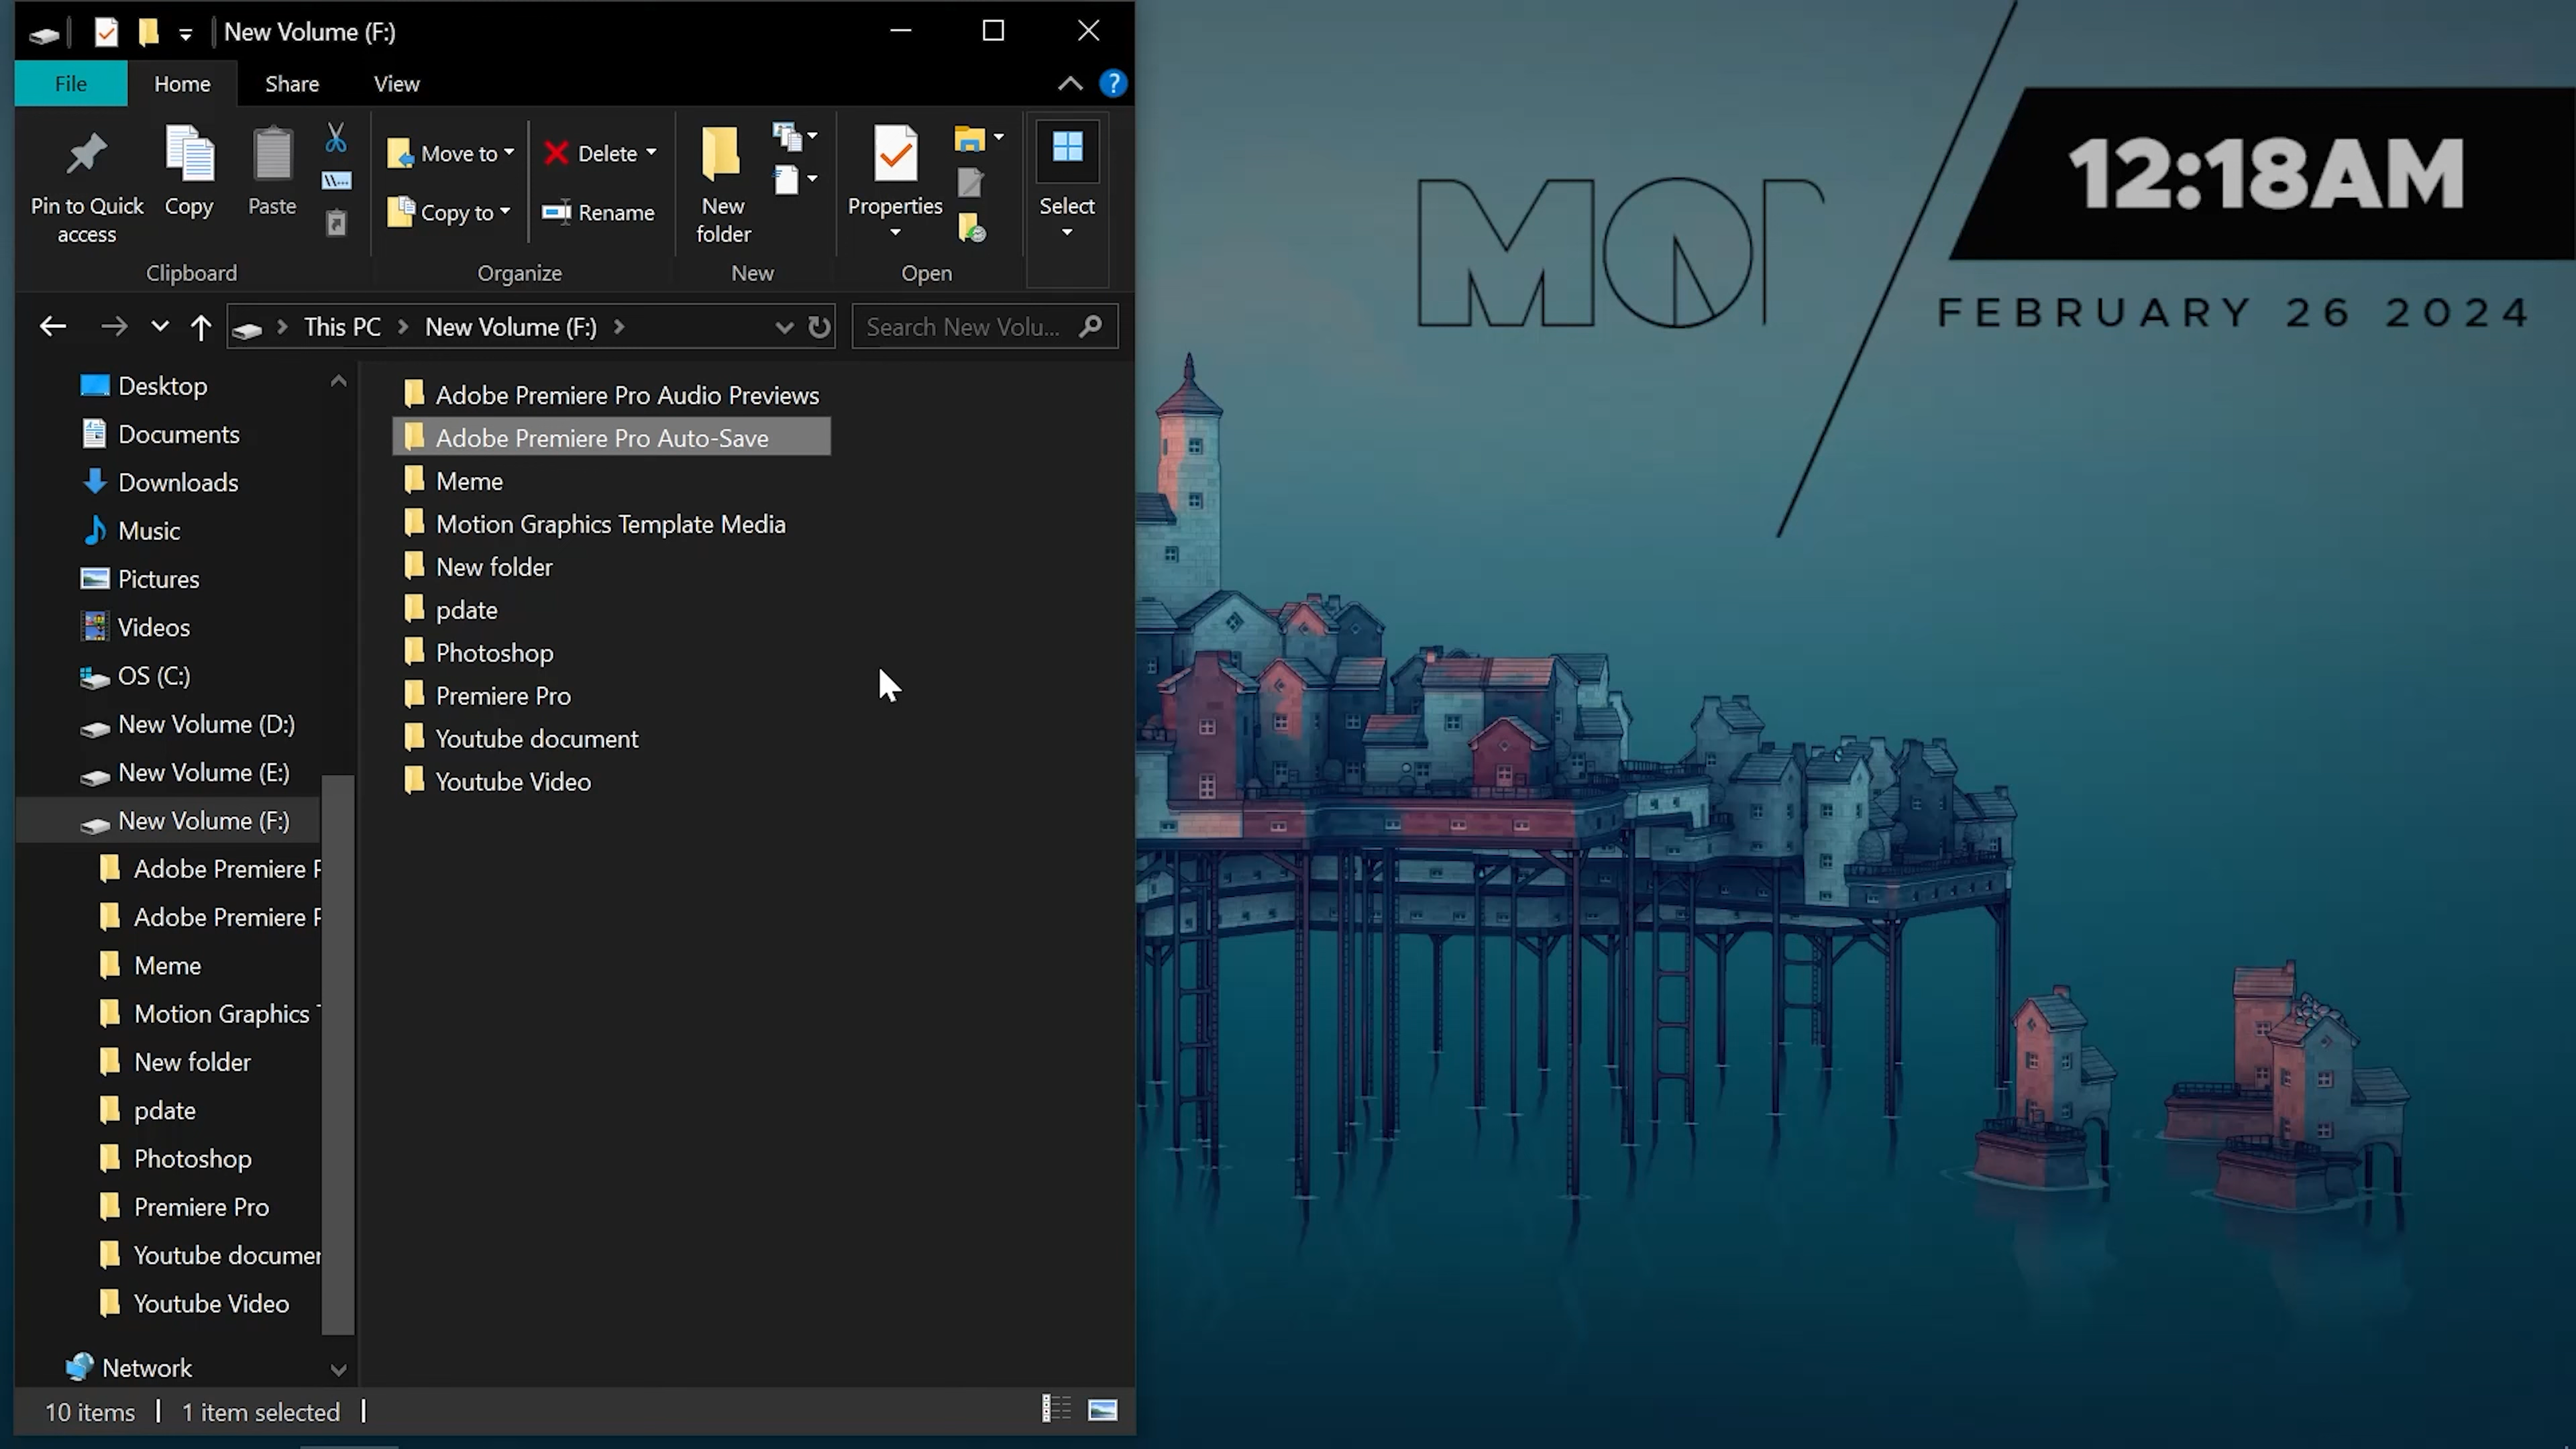 New Volume (F:)
File
Home
Share
View
?
Pin to Quick
access
Copy
Paste
Move to
Copy to
Delete
Rename
New
folder
Properties
Select
Clipboard
Organize
New
Open
This PC
New Volume (F:)
Search New Volu...
Desktop
Documents
Downloads
Music
Pictures
Videos
OS (C:)
New Volume (D:)
New Volume (E:)
New Volume (F:)
Adobe Premiere P
Adobe Premiere P
Meme
Motion Graphics T
New folder
pdate
Photoshop
Premiere Pro
Youtube documen
Youtube Video
Network
Adobe Premiere Pro Audio Previews
Adobe Premiere Pro Auto-Save
Meme
Motion Graphics Template Media
New folder
pdate
Photoshop
Premiere Pro
Youtube document
Youtube Video
10 items
1 item selected
12:18AM
FEBRUARY 26 2024